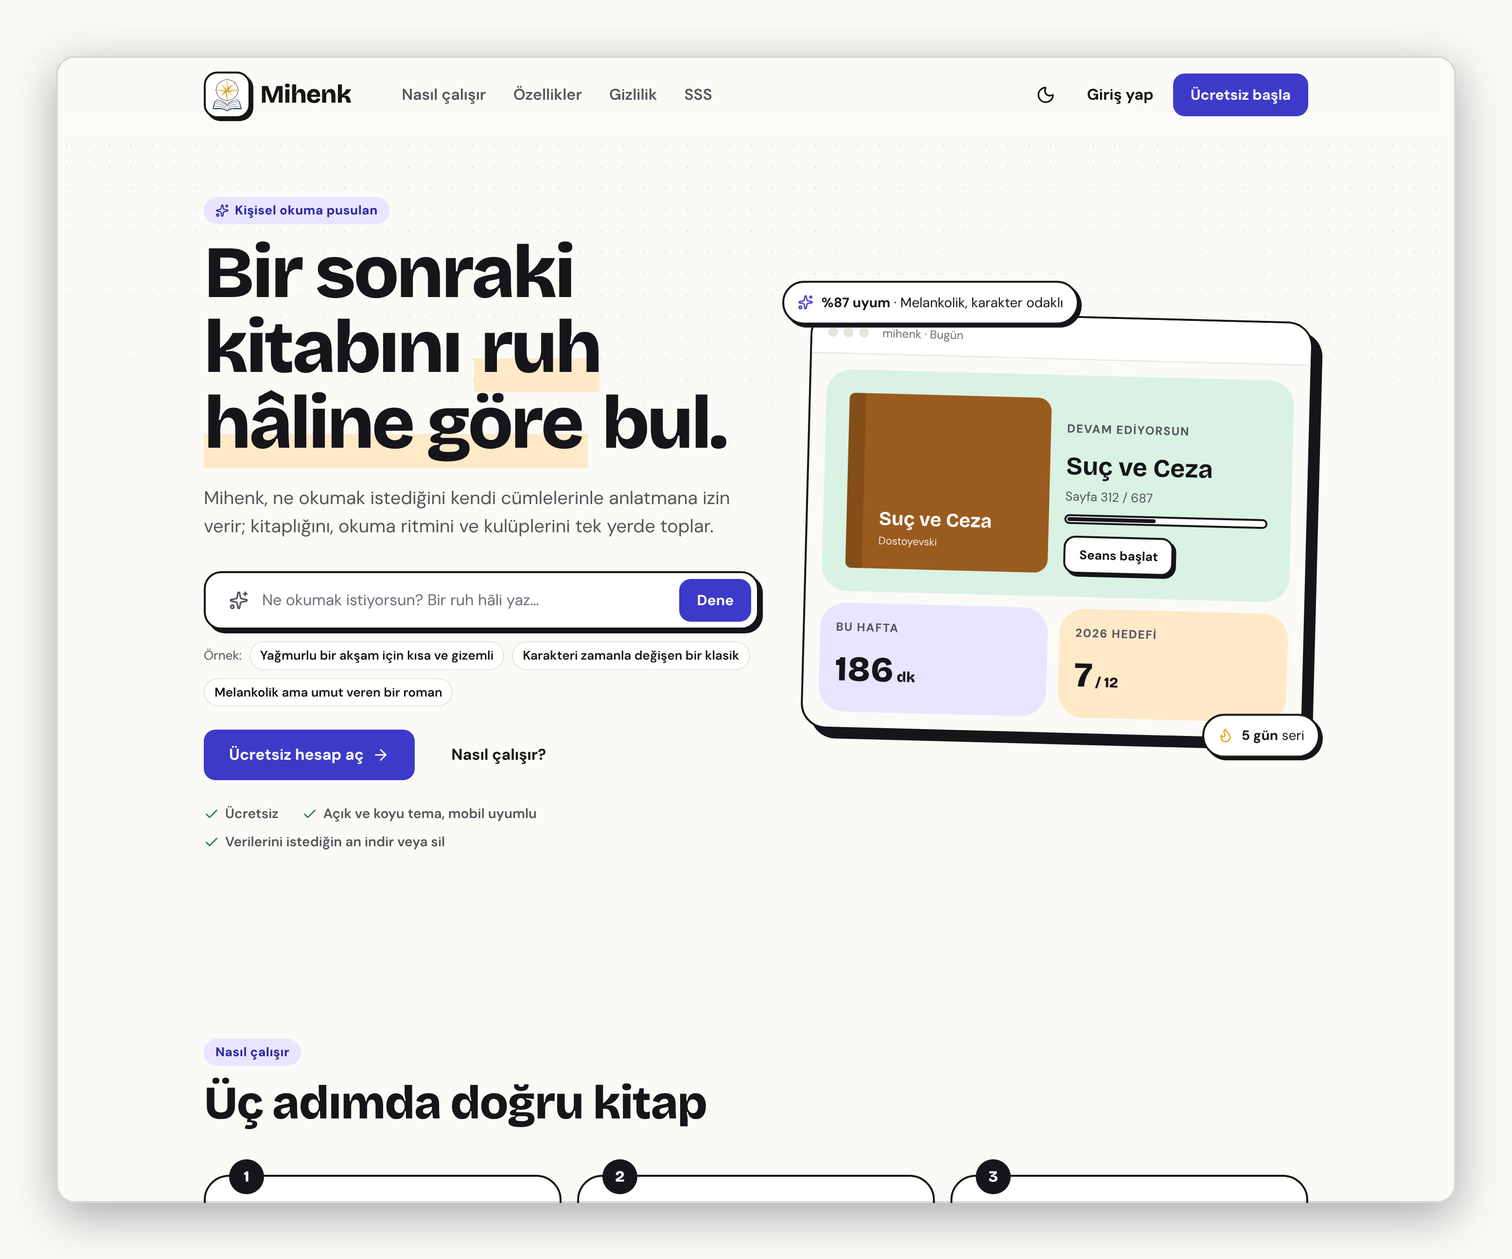 Mihenk
Nasıl çalışır
Özellikler
Gizlilik
SSS
Giriş yap
Ücretsiz başla
Kişisel okuma pusulan
Bir sonraki
kitabını ruh
hâline göre bul.
Mihenk, ne okumak istediğini kendi cümlelerinle anlatmana izin
verir; kitaplığını, okuma ritmini ve kulüplerini tek yerde toplar.
Ne okumak istiyorsun? Bir ruh hâli yaz...
Dene
Örnek:
Yağmurlu bir akşam için kısa ve gizemli
Karakteri zamanla değişen bir klasik
Melankolik ama umut veren bir roman
Ücretsiz hesap aç
Nasıl çalışır?
Ücretsiz
Açık ve koyu tema, mobil uyumlu
Verilerini istediğin an indir veya sil
%87 uyum · Melankolik, karakter odaklı
mihenk · Bugün
Suç ve Ceza
Dostoyevski
DEVAM EDİYORSUN
Suç ve Ceza
Sayfa 312 / 687
Seans başlat
BU HAFTA
186 dk
2026 HEDEFİ
7 / 12
5 gün seri
Nasıl çalışır
Üç adımda doğru kitap
1
2
3